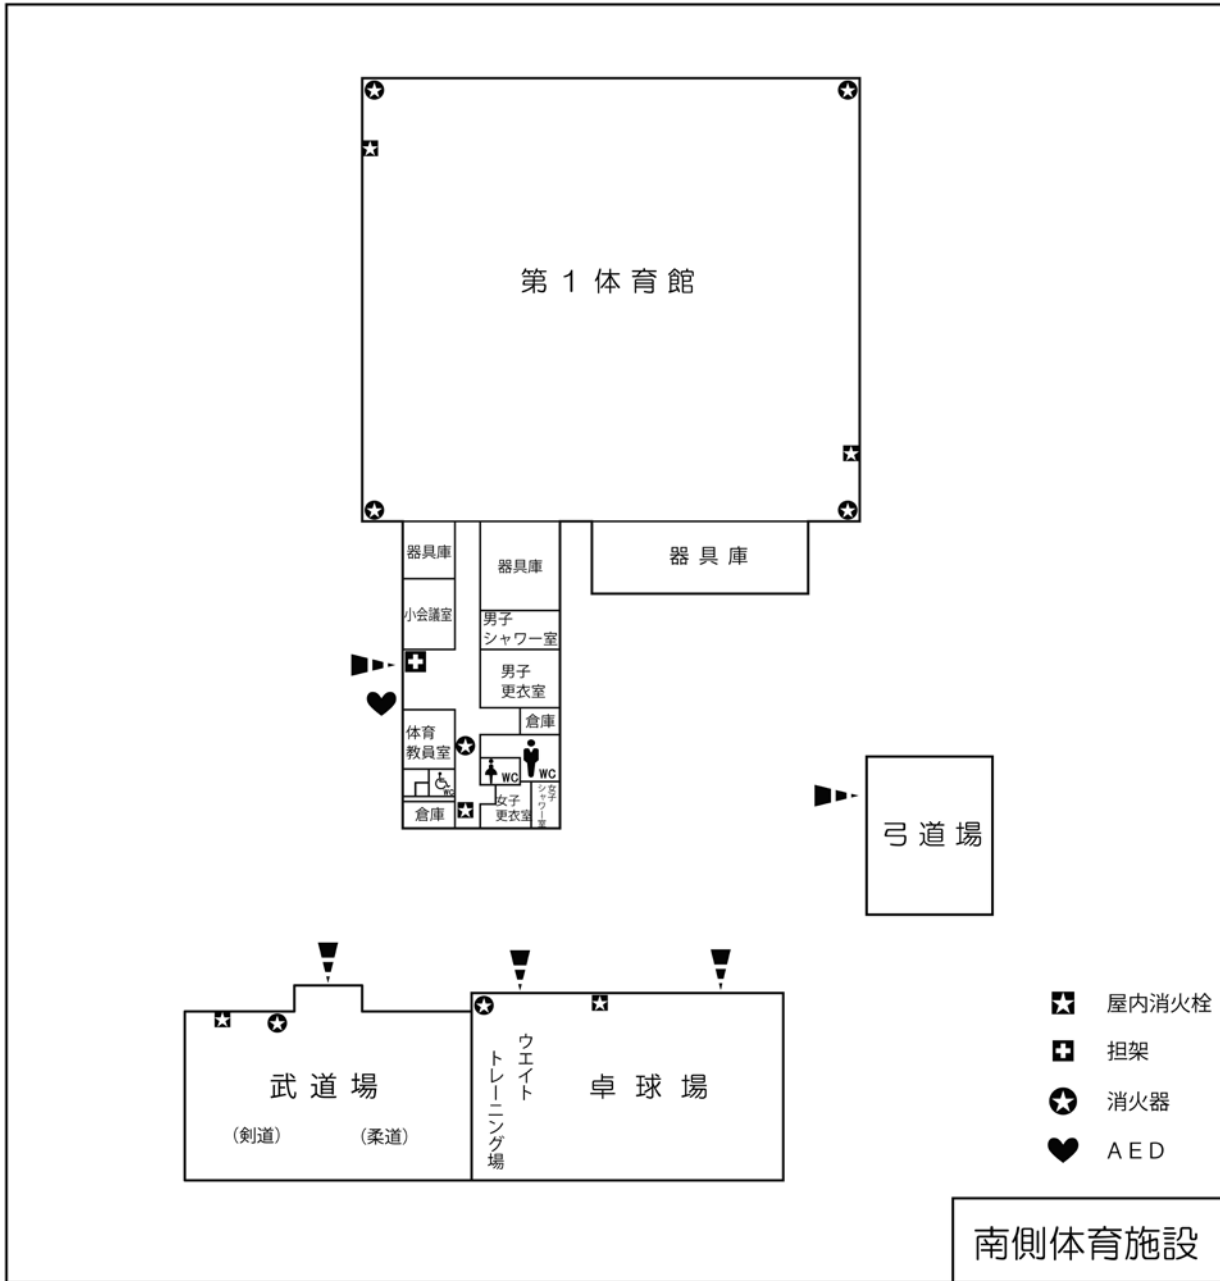 第１体育館
器具庫
器具庫
器具庫
小会議室
男子
シャワー室
男子
更衣室
倉庫
体育
教員室
WC
WC
WC
女子
更衣室
女子
シャワー室
倉庫
弓道場
武道場
(剣道)
(柔道)
ウエイト
トレーニング場
卓球場
屋内消火栓
担架
消火器
ＡＥＤ
南側体育施設